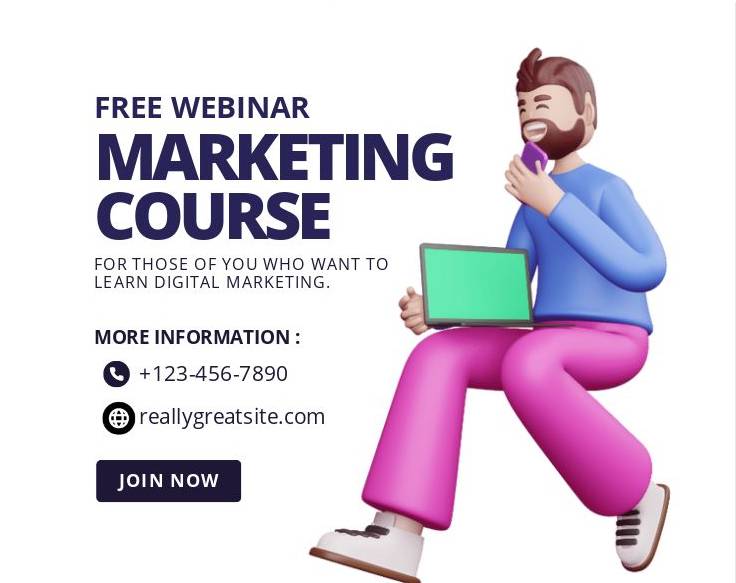 FREE WEBINAR
MARKETING
COURSE
FOR THOSE OF YOU WHO WANT TO
LEARN DIGITAL MARKETING.
MORE INFORMATION :
+123-456-7890
reallygreatsite.com
JOIN NOW